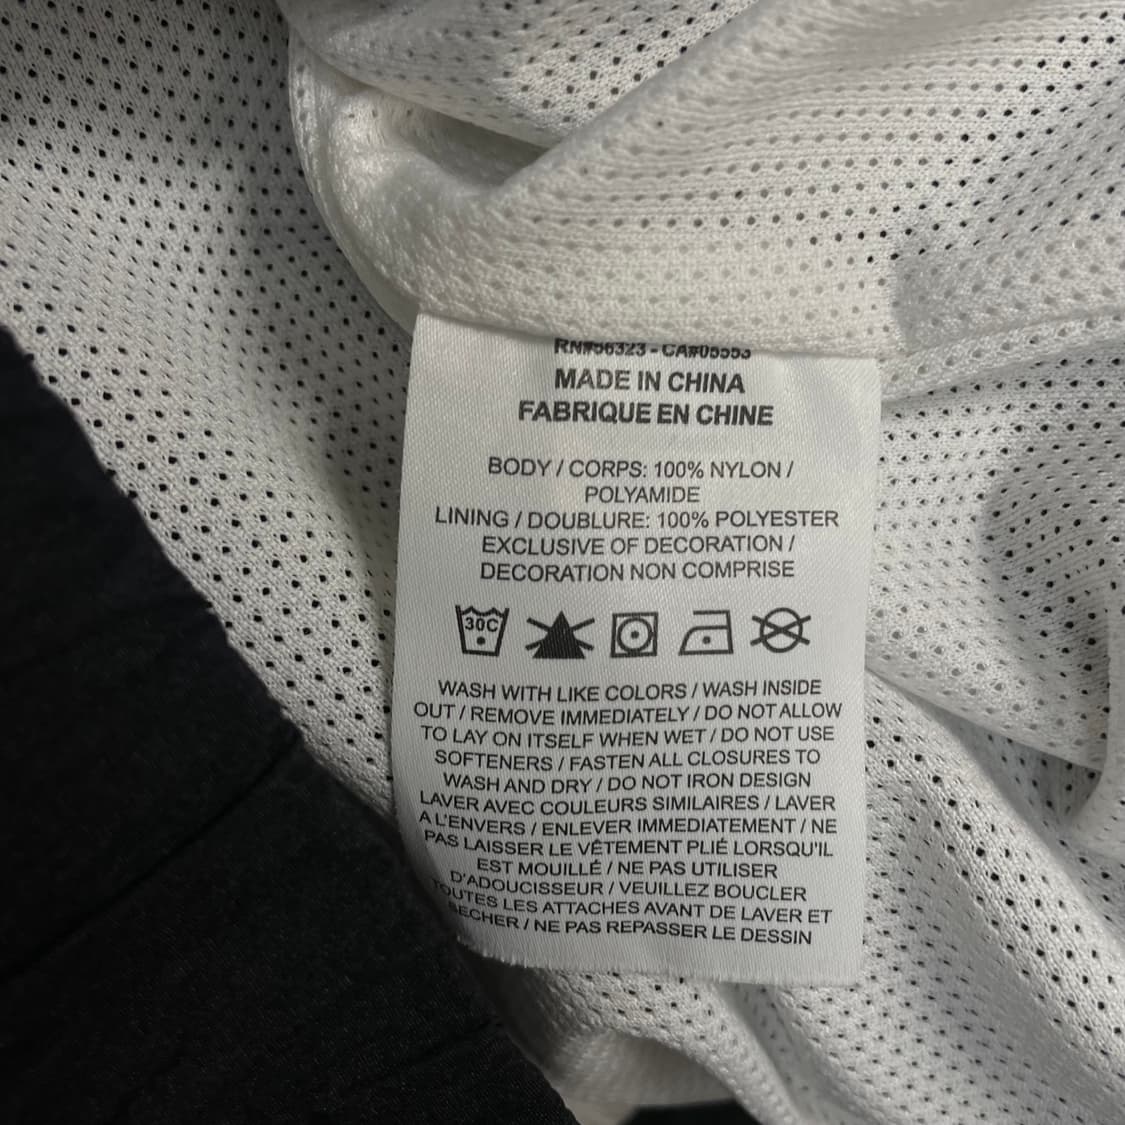 RN#56323 - CA#05553
MADE IN CHINA
FABRIQUE EN CHINE
BODY / CORPS: 100% NYLON /
POLYAMIDE
LINING / DOUBLURE: 100% POLYESTER
EXCLUSIVE OF DECORATION /
DECORATION NON COMPRISE
30C
WASH WITH LIKE COLORS / WASH INSIDE
OUT / REMOVE IMMEDIATELY / DO NOT ALLOW
TO LAY ON ITSELF WHEN WET / DO NOT USE
SOFTENERS / FASTEN ALL CLOSURES TO
WASH AND DRY / DO NOT IRON DESIGN
LAVER AVEC COULEURS SIMILAIRES / LAVER
A L'ENVERS / ENLEVER IMMEDIATEMENT / NE
PAS LAISSER LE VÊTEMENT PLIÉ LORSQU'IL
EST MOUILLÉ / NE PAS UTILISER
D'ADOUCISSEUR / VEUILLEZ BOUCLER
TOUTES LES ATTACHES AVANT DE LAVER ET
SECHER / NE PAS REPASSER LE DESSIN